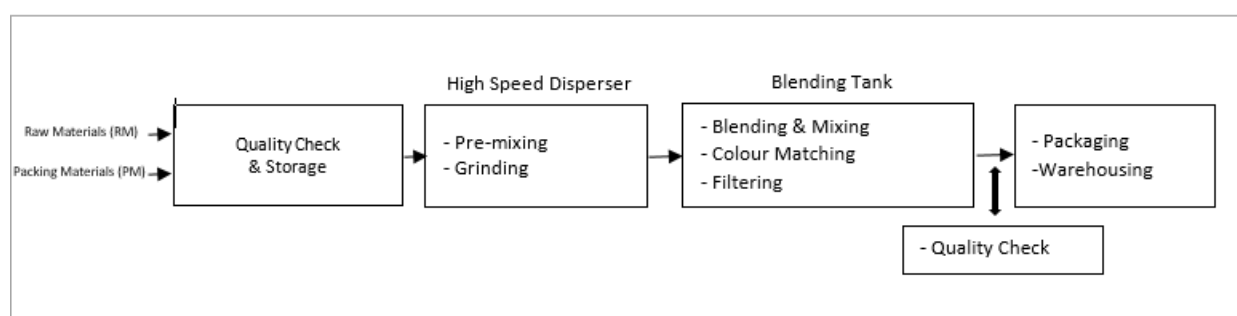 High Speed Disperser
Blending Tank
Raw Materials (RM)
Packing Materials (PM)
Quality Check
& Storage
- Pre-mixing
- Grinding
- Blending & Mixing
- Colour Matching
- Filtering
- Packaging
-Warehousing
- Quality Check